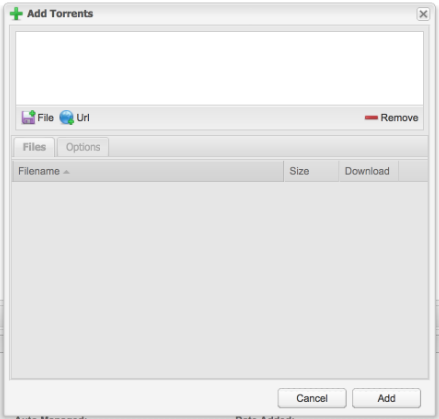 Add Torrents
File Url Remove
Files Options
Filename Size Download
Cancel Add
Auto Managed: Date Added: